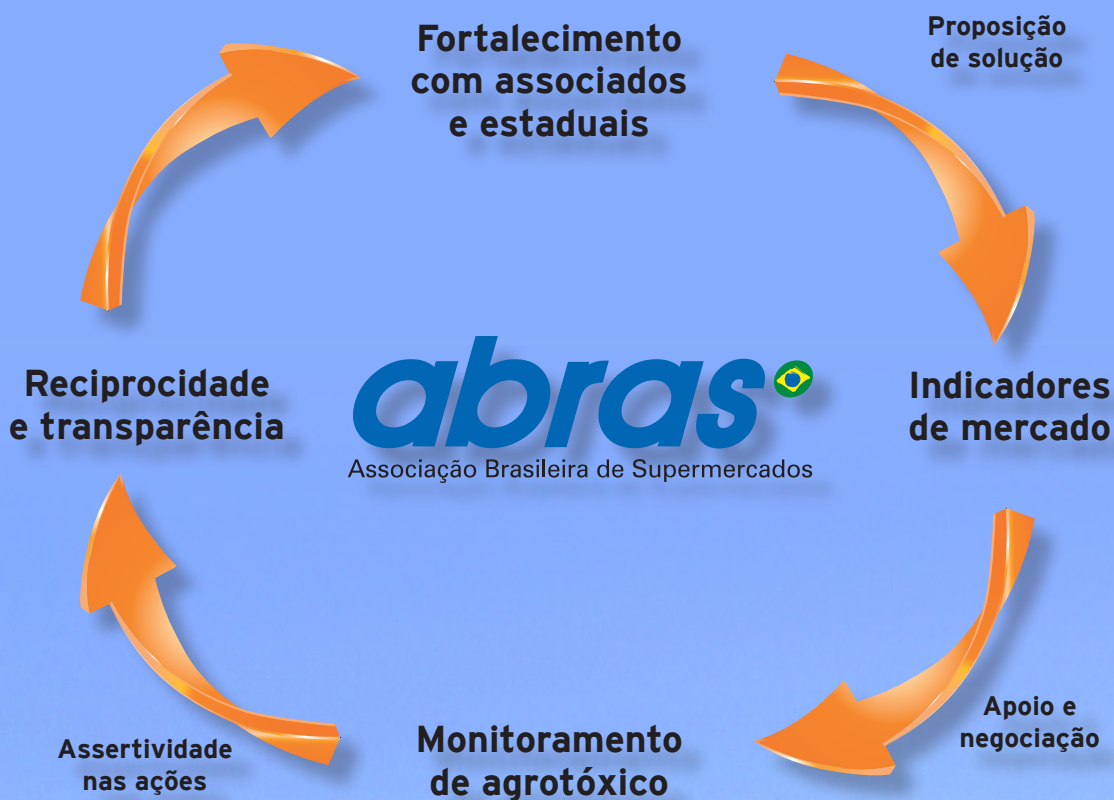 Fortalecimento
com associados
e estaduais
Proposição
de solução
Reciprocidade
e transparência
abras
Associação Brasileira de Supermercados
Indicadores
de mercado
Apoio e
negociação
Monitoramento
de agrotóxico
Assertividade
nas ações